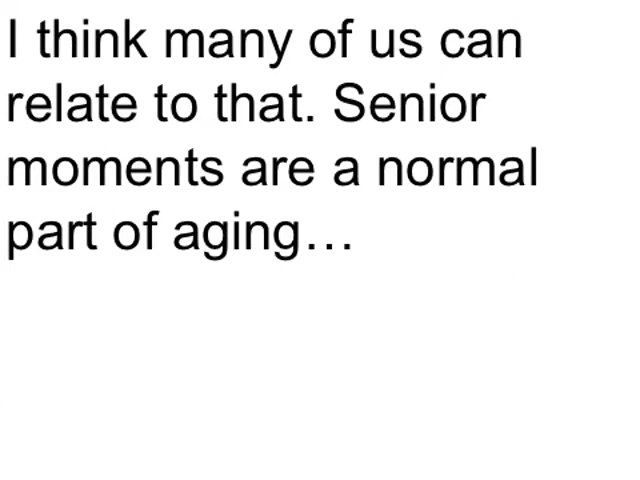 I think many of us can
relate to that. Senior
moments are a normal
part of aging…